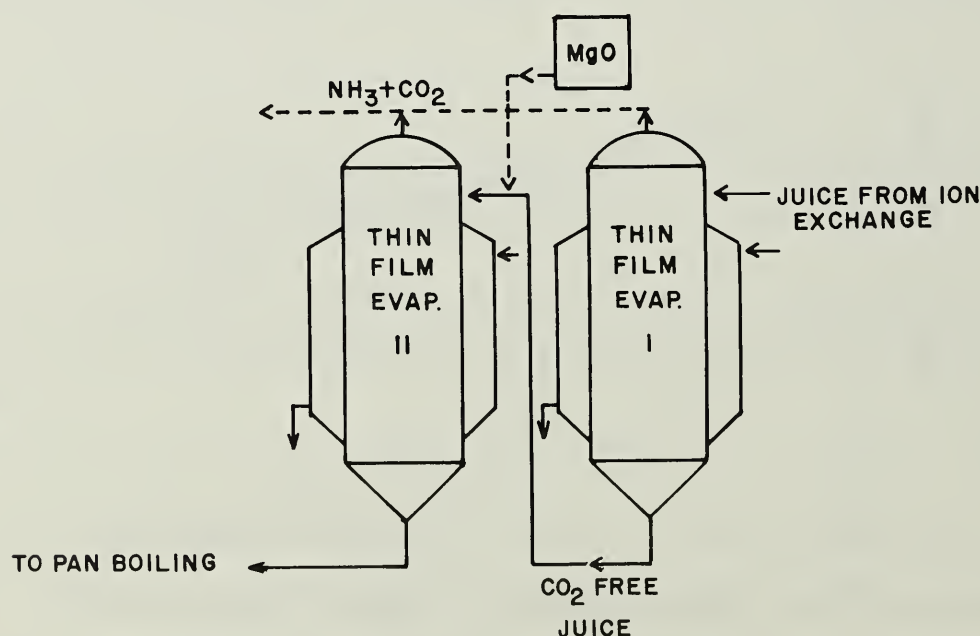 MgO
NH₃+CO₂
JUICE FROM ION
EXCHANGE
THIN
FILM
EVAP.
II
THIN
FILM
EVAP.
I
TO PAN BOILING
CO₂ FREE
JUICE